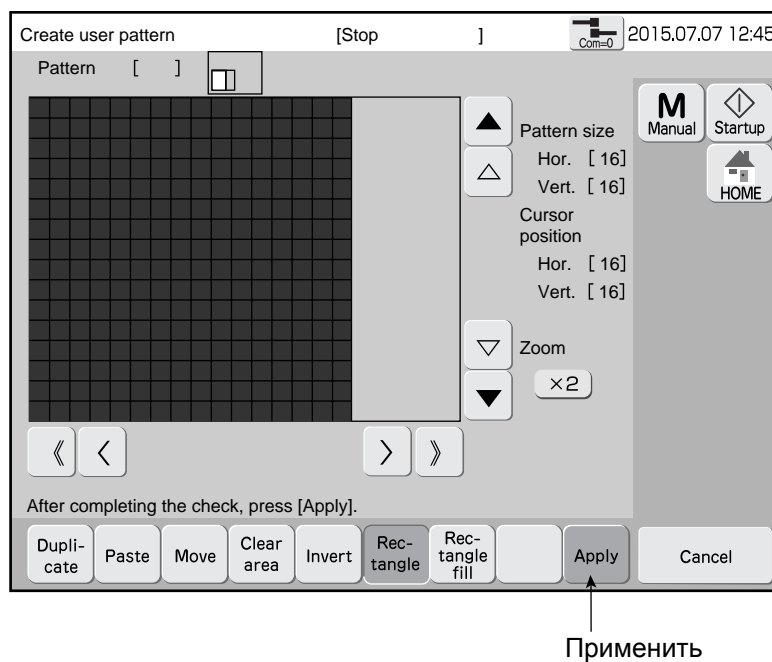 Create user pattern [Stop ] Com=0 2015.07.07 12:45
Pattern [ ]
M
Manual
Startup
HOME
Pattern size
Hor. [ 16]
Vert. [ 16]
Cursor
position
Hor. [ 16]
Vert. [ 16]
Zoom
×2
After completing the check, press [Apply].
Dupli-
cate
Paste
Move
Clear
area
Invert
Rec-
tangle
Rec-
tangle
fill
Apply
Cancel
Применить